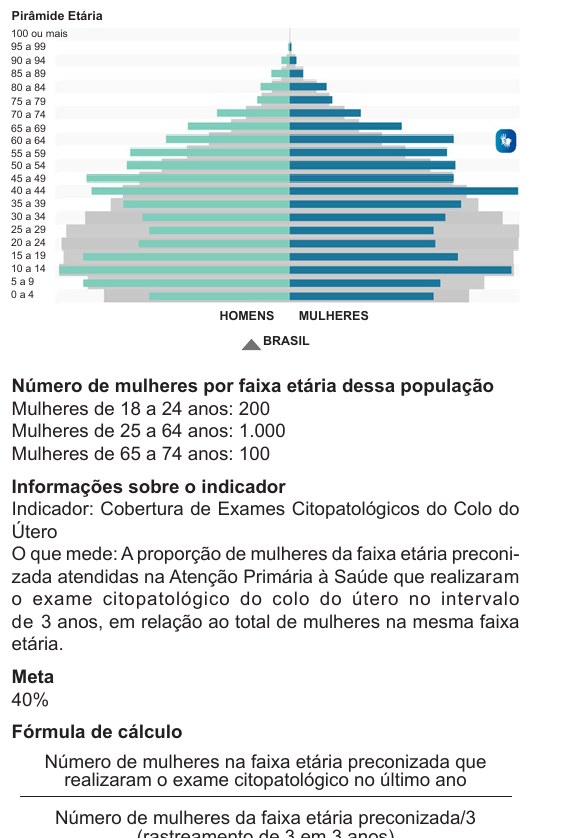 Pirâmide Etária
100 ou mais
95 a 99
90 a 94
85 a 89
80 a 84
75 a 79
70 a 74
65 a 69
60 a 64
55 a 59
50 a 54
45 a 49
40 a 44
35 a 39
30 a 34
25 a 29
20 a 24
15 a 19
10 a 14
5 a 9
0 a 4
HOMENS MULHERES
BRASIL
Número de mulheres por faixa etária dessa população
Mulheres de 18 a 24 anos: 200
Mulheres de 25 a 64 anos: 1.000
Mulheres de 65 a 74 anos: 100
Informações sobre o indicador
Indicador: Cobertura de Exames Citopatológicos do Colo do
Útero
O que mede: A proporção de mulheres da faixa etária preconi-
zada atendidas na Atenção Primária à Saúde que realizaram
o exame citopatológico do colo do útero no intervalo
de 3 anos, em relação ao total de mulheres na mesma faixa
etária.
Meta
40%
Fórmula de cálculo
Número de mulheres na faixa etária preconizada que
realizaram o exame citopatológico no último ano
Número de mulheres da faixa etária preconizada/3
(rastreamento de 3 em 3 anos)